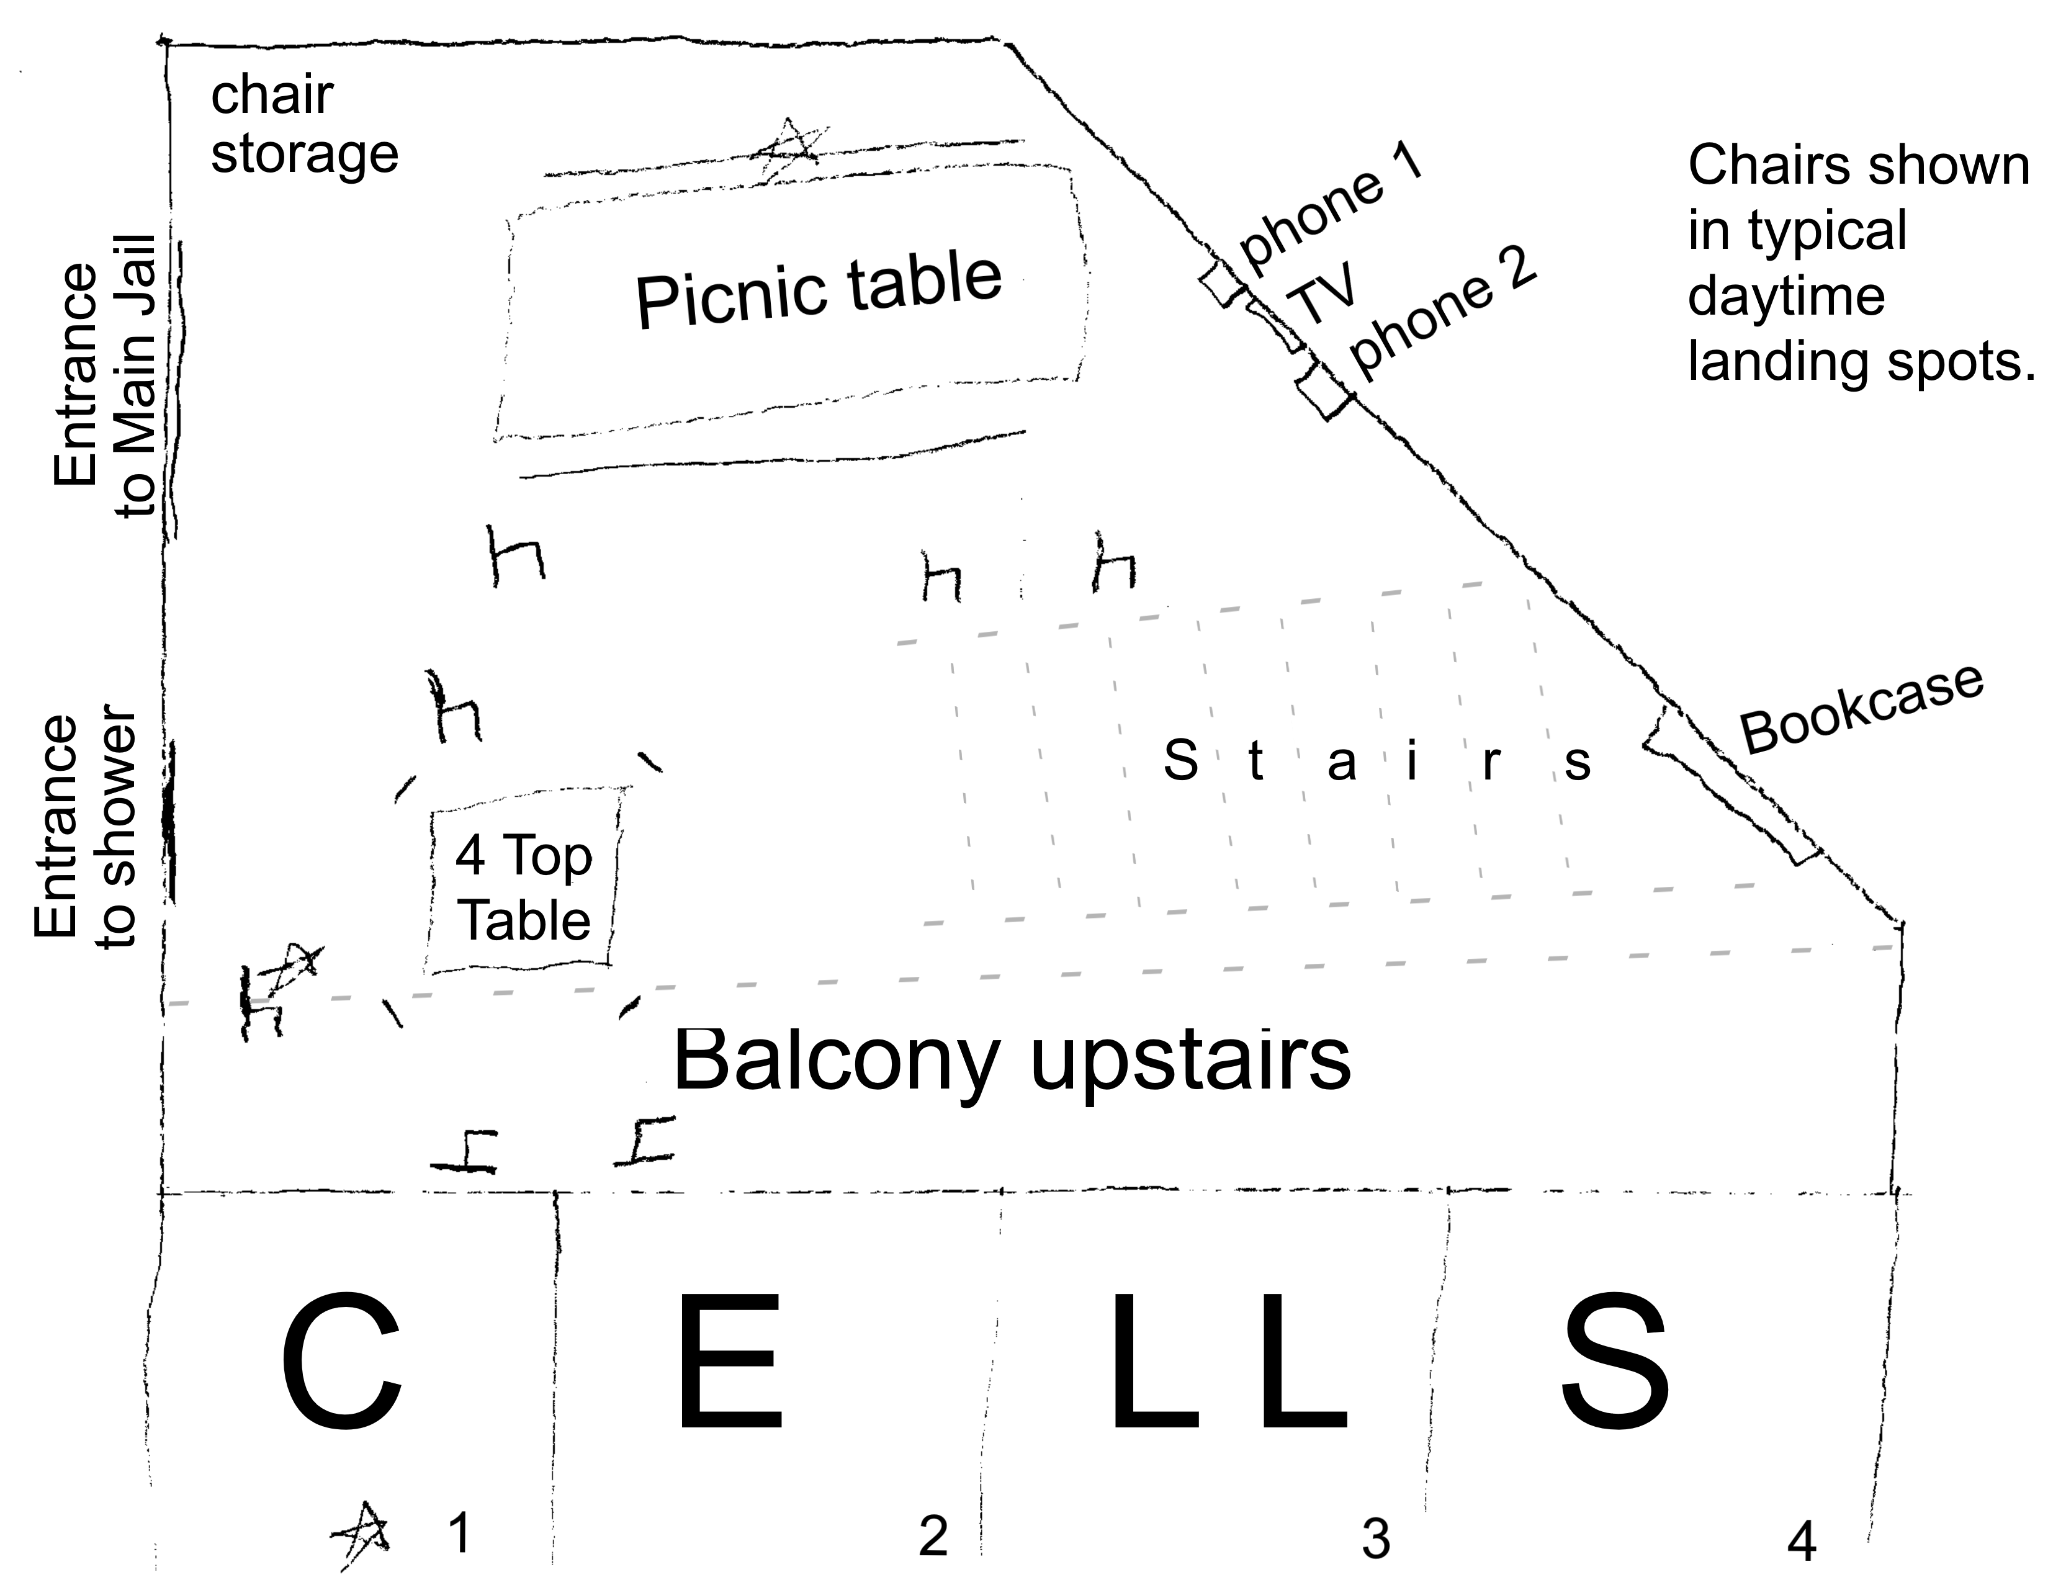 chair
storage
phone 1
TV
phone 2
Chairs shown
in typical
daytime
landing spots.
Entrance
to Main Jail
Picnic table
Entrance
to shower
Stairs
Bookcase
4 Top
Table
Balcony upstairs
C E L L S
1 2 3 4